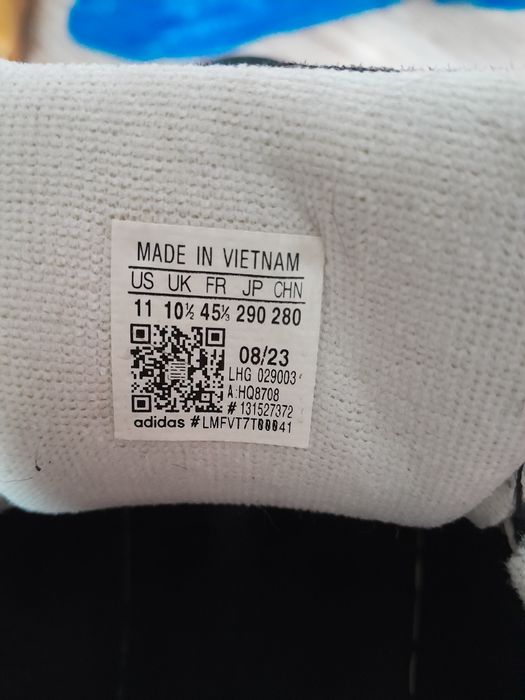 MADE IN VIETNAM
US UK FR JP CHN
11 10½ 45⅓ 290 280
08/23
LHG 029003
A:HQ8708
# 131527372
adidas #LMFVT7T00041